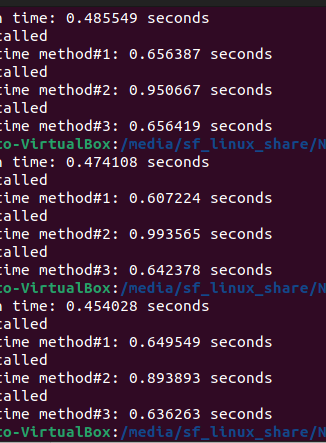 n time: 0.485549 seconds
talled
time method#1: 0.656387 seconds
talled
time method#2: 0.950667 seconds
talled
time method#3: 0.656419 seconds
to-VirtualBox:/media/sf_linux_share/N
n time: 0.474108 seconds
talled
time method#1: 0.607224 seconds
talled
time method#2: 0.993565 seconds
talled
time method#3: 0.642378 seconds
to-VirtualBox:/media/sf_linux_share/N
n time: 0.454028 seconds
talled
time method#1: 0.649549 seconds
talled
time method#2: 0.893893 seconds
talled
time method#3: 0.636263 seconds
to-VirtualBox:/media/sf_linux_share/N